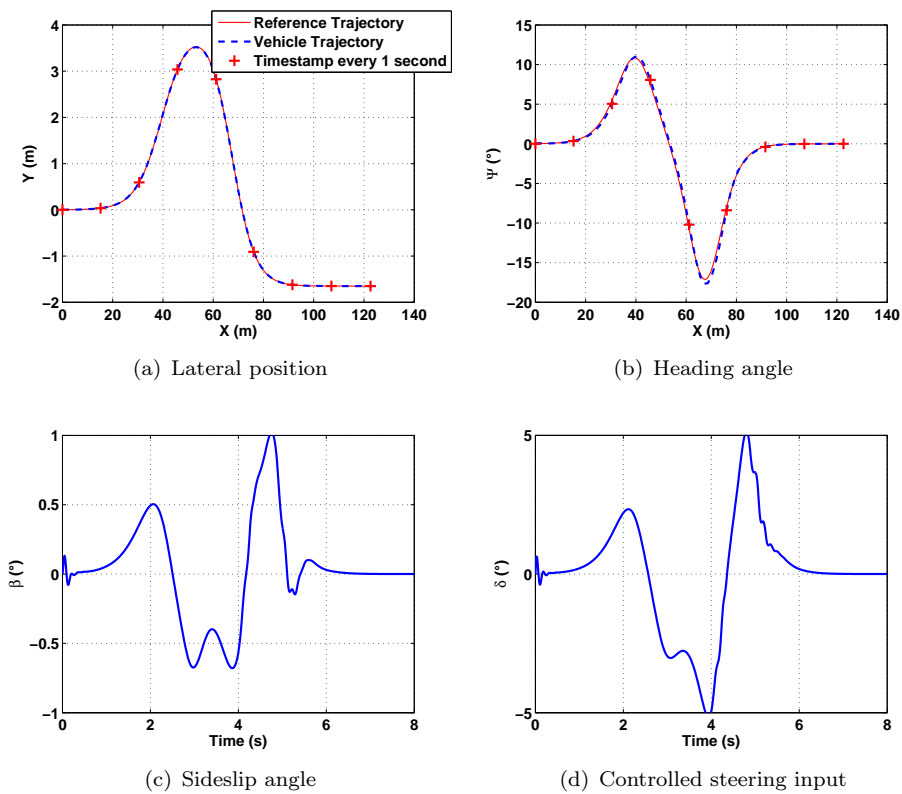 Reference Trajectory
Vehicle Trajectory
Timestamp every 1 second
4
3
2
1
0
−1
−2
Y (m)
0 20 40 60 80 100 120 140
X (m)
(a) Lateral position
15
10
5
0
−5
−10
−15
−20
Ψ (°)
0 20 40 60 80 100 120 140
X (m)
(b) Heading angle
1
0.5
0
−0.5
−1
β (°)
0 2 4 6 8
Time (s)
(c) Sideslip angle
5
0
−5
δ (°)
0 2 4 6 8
Time (s)
(d) Controlled steering input